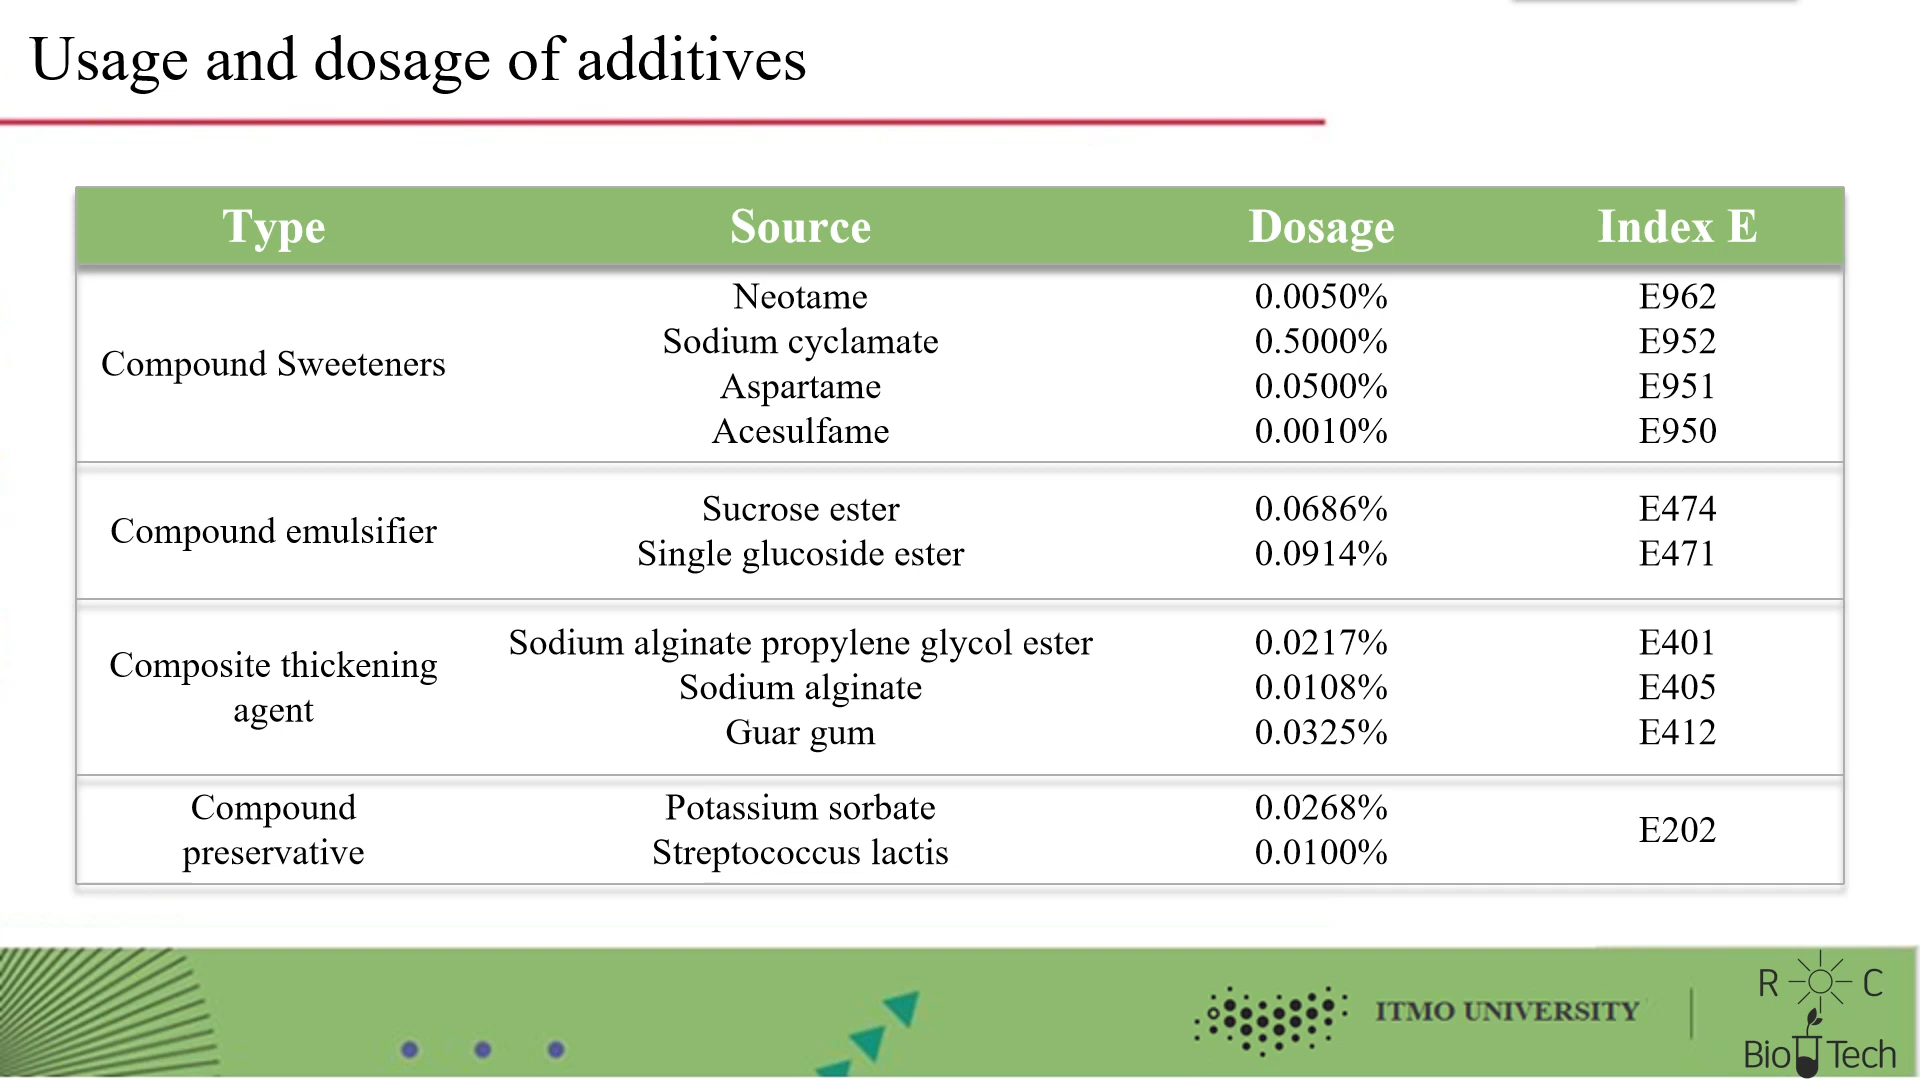 Usage and dosage of additives
Type Source Dosage Index E
Compound Sweeteners
Neotame 0.0050% E962
Sodium cyclamate 0.5000% E952
Aspartame 0.0500% E951
Acesulfame 0.0010% E950
Compound emulsifier
Sucrose ester 0.0686% E474
Single glucoside ester 0.0914% E471
Composite thickening
agent
Sodium alginate propylene glycol ester 0.0217% E401
Sodium alginate 0.0108% E405
Guar gum 0.0325% E412
Compound
preservative
Potassium sorbate 0.0268%
Streptococcus lactis 0.0100%
E202
ITMO UNIVERSITY
R C
Bio Tech